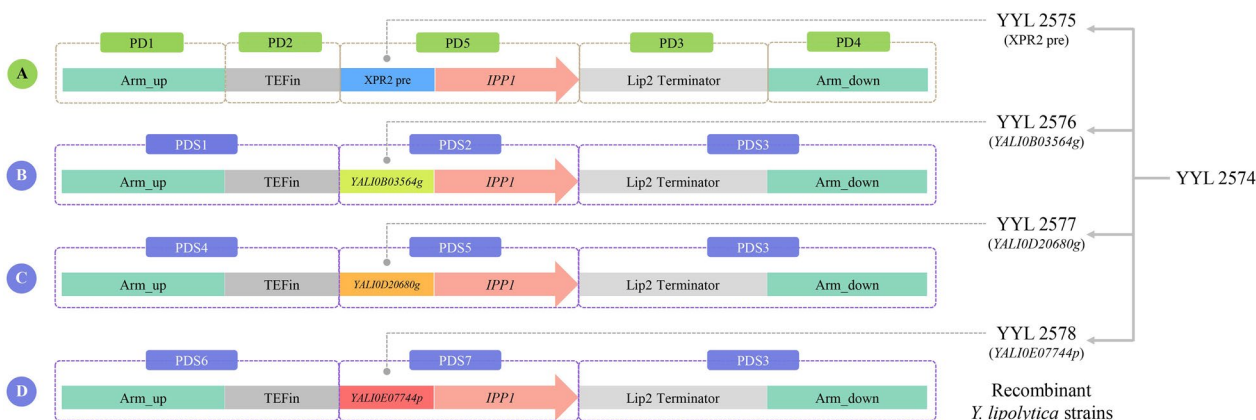 YYL 2575
(XPR2 pre)
PD1 PD2 PD5 PD3 PD4
A
Arm_up TEFin XPR2 pre IPP1 Lip2 Terminator Arm_down
YYL 2576
(YALI0B03564g)
PDS1 PDS2 PDS3
B
Arm_up TEFin YALI0B03564g IPP1 Lip2 Terminator Arm_down
YYL 2574
YYL 2577
(YALI0D20680g)
PDS4 PDS5 PDS3
C
Arm_up TEFin YALI0D20680g IPP1 Lip2 Terminator Arm_down
YYL 2578
(YALI0E07744p)
PDS6 PDS7 PDS3
D
Arm_up TEFin YALI0E07744p IPP1 Lip2 Terminator Arm_down
Recombinant
Y. lipolytica strains